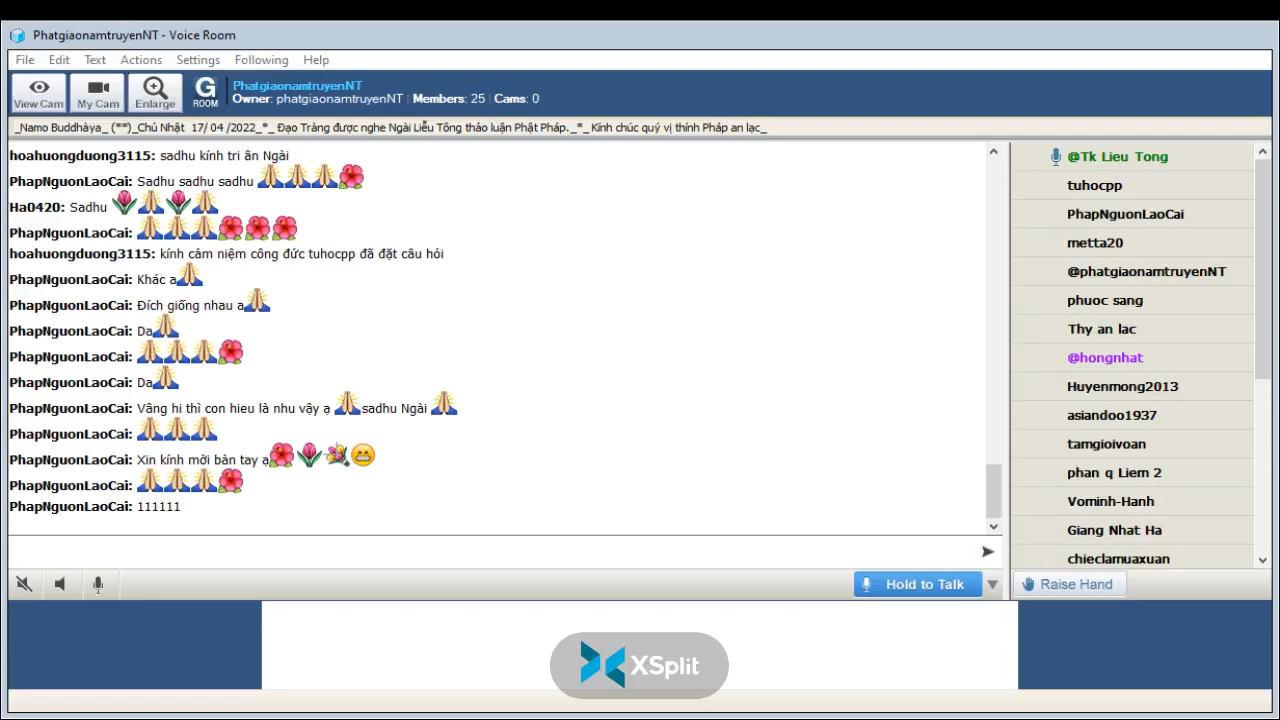 PhatgiaonamtruyenNT - Voice Room
File Edit Text Actions Settings Following Help
View Cam My Cam Enlarge G ROOM
PhatgiaonamtruyenNT
Owner: phatgiaonamtruyenNT Members: 25 Cams: 0
_Namo Buddhàya_ (**)_Chủ Nhật 17/ 04 /2022_*_ Đạo Tràng được nghe Ngài Liễu Tông thảo luận Phật Pháp._*_ Kính chúc quý vị thính Pháp an lạc_
hoahuongduong3115: sadhu kính tri ân Ngài
PhapNguonLaoCai: Sadhu sadhu sadhu
Ha0420: Sadhu
PhapNguonLaoCai:
hoahuongduong3115: kính cảm niệm công đức tuhocpp đã đặt câu hỏi
PhapNguonLaoCai: Khác a
PhapNguonLaoCai: Đích giống nhau a
PhapNguonLaoCai: Da
PhapNguonLaoCai:
PhapNguonLaoCai: Da
PhapNguonLaoCai: Vâng hi thì con hieu là nhu vậy ạ sadhu Ngài
PhapNguonLaoCai:
PhapNguonLaoCai: Xin kính mời bàn tay ạ
PhapNguonLaoCai:
PhapNguonLaoCai: 111111
@Tk Lieu Tong
tuhocpp
PhapNguonLaoCai
metta20
@phatgiaonamtruyenNT
phuoc sang
Thy an lac
@hongnhat
Huyenmong2013
asiandoo1937
tamgioivoan
phan q Liem 2
Vominh-Hanh
Giang Nhat Ha
chieclamuaxuan
Hold to Talk
Raise Hand
XSplit